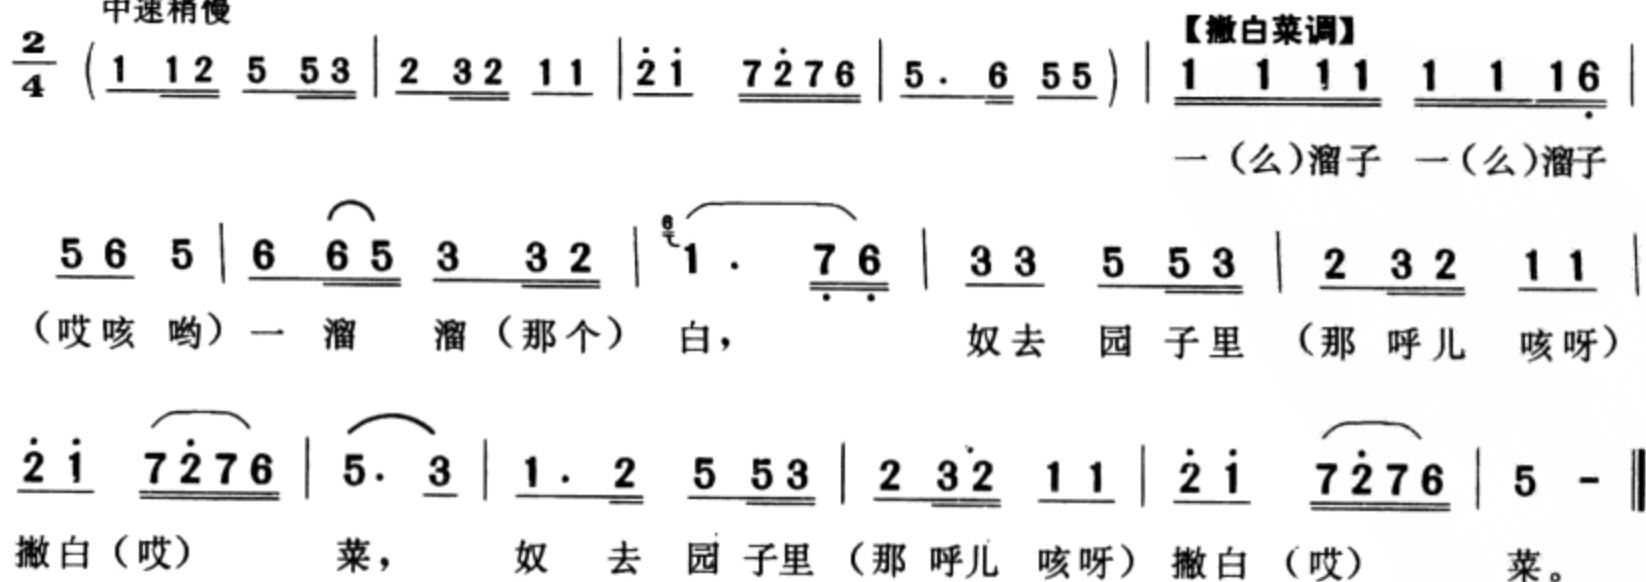 中速稍慢
【撇白菜调】
2/4 ( 1 12 5 53 | 2 32 11 | 2̇1̇ 72̇76 | 5. 6 55 ) | 1 1 11 1 1 16̣ |
一(么)溜子 一(么)溜子
56 5 | 6 65 3 32 | 6 1. 7̣6̣ | 33 5 53 | 2 32 11 |
(哎咳 哟) 一 溜 溜(那个) 白, 奴去 园 子里 (那 呼儿 咳呀)
2̇1̇ 72̇76 | 5. 3 | 1. 2 5 53 | 2 32 11 | 2̇1̇ 72̇76 | 5 - ‖
撇白(哎) 菜, 奴 去 园 子里 (那 呼儿 咳呀) 撇白 (哎) 菜。